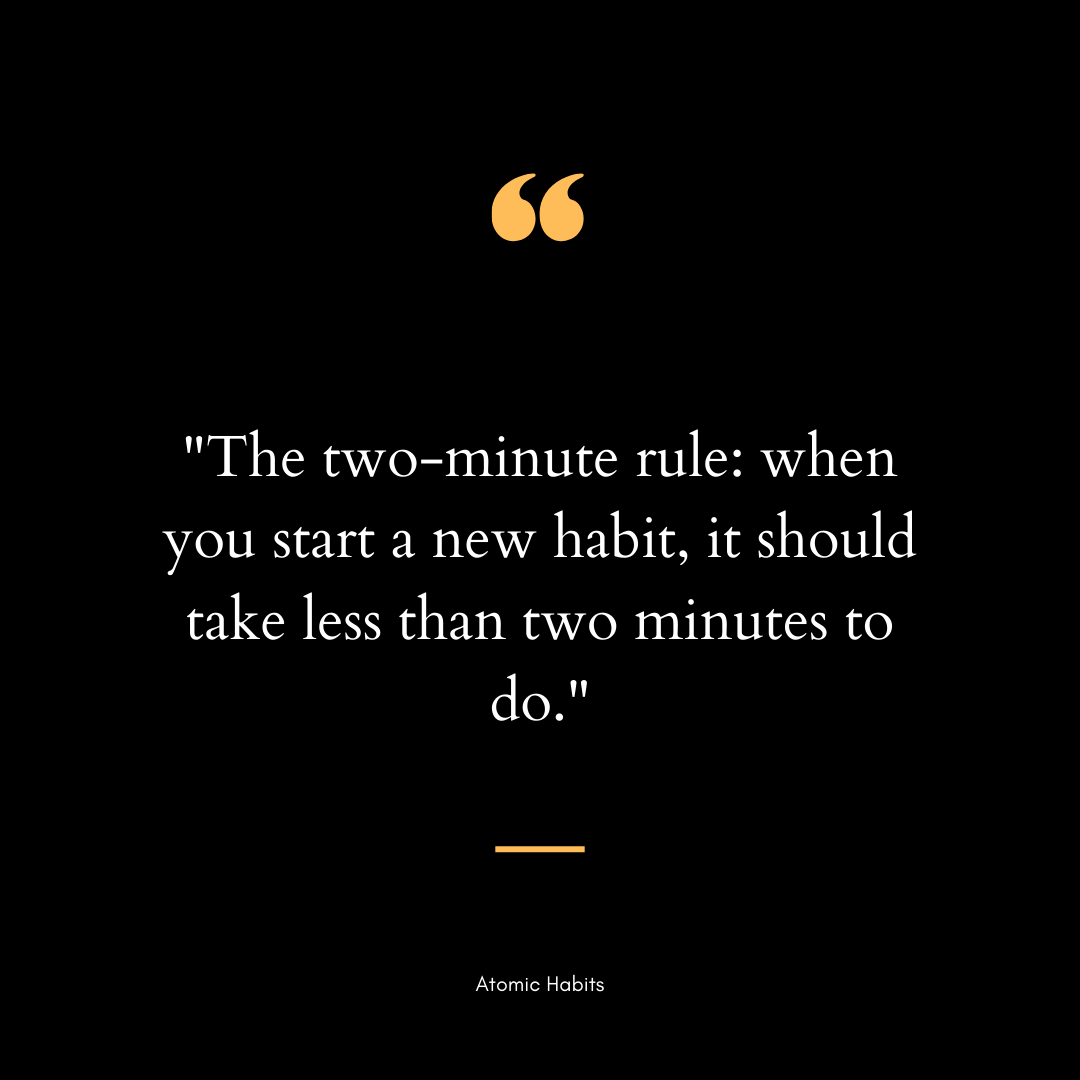 “
"The two-minute rule: when
you start a new habit, it should
take less than two minutes to
do."
Atomic Habits